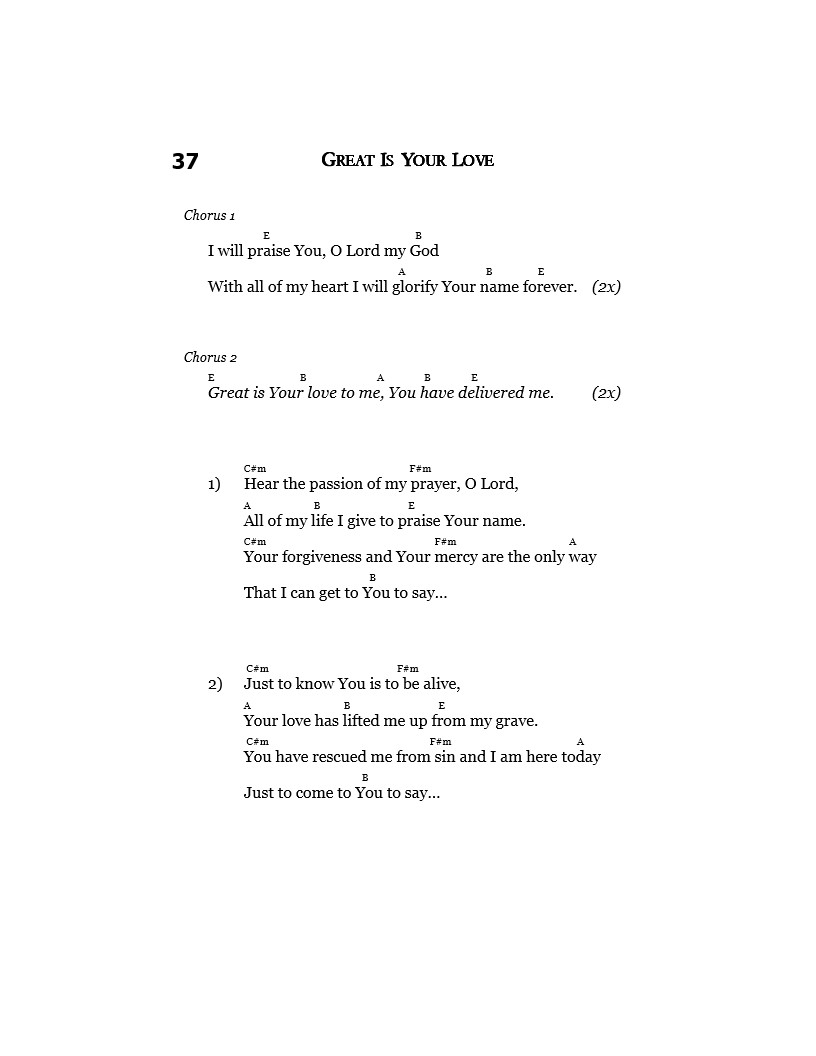 37 GREAT IS YOUR LOVE
Chorus 1
E B
I will praise You, O Lord my God
A B E
With all of my heart I will glorify Your name forever. (2x)
Chorus 2
E B A B E
Great is Your love to me, You have delivered me. (2x)
C#m F#m
1) Hear the passion of my prayer, O Lord,
A B E
All of my life I give to praise Your name.
C#m F#m A
Your forgiveness and Your mercy are the only way
B
That I can get to You to say…
C#m F#m
2) Just to know You is to be alive,
A B E
Your love has lifted me up from my grave.
C#m F#m A
You have rescued me from sin and I am here today
B
Just to come to You to say…